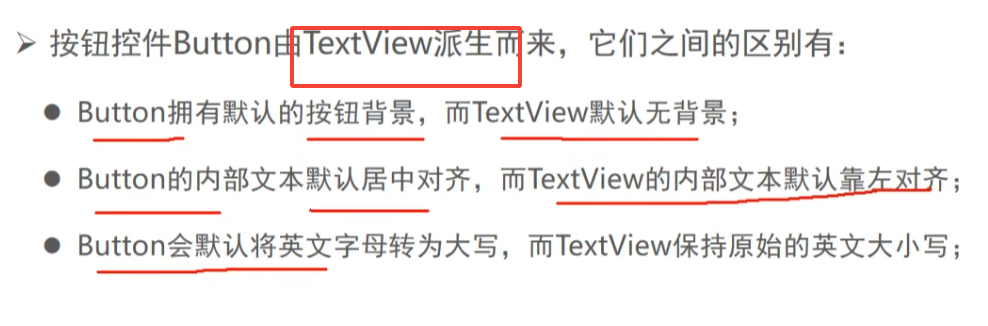 ➢ 按钮控件Button由TextView派生而来，它们之间的区别有：
● Button拥有默认的按钮背景，而TextView默认无背景；
● Button的内部文本默认居中对齐，而TextView的内部文本默认靠左对齐；
● Button会默认将英文字母转为大写，而TextView保持原始的英文大小写；